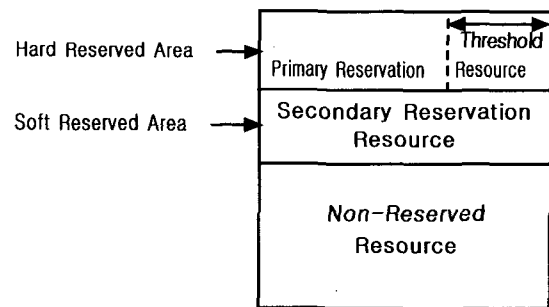 Hard Reserved Area
Threshold
Primary Reservation Resource
Soft Reserved Area
Secondary Reservation
Resource
Non-Reserved
Resource